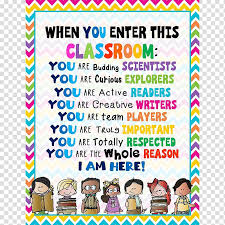 WHEN YOU ENTER THIS
CLASSROOM:
YOU ARE Budding SCIENTISTS
YOU ARE Curious EXPLORERS
YOU ARE Active READERS
YOU ARE Creative WRITERS
YOU ARE team PLAYERS
YOU ARE Truly IMPORTANT
YOU ARE Totally RESPECTED
YOU ARE the Whole REASON
I AM HERE!